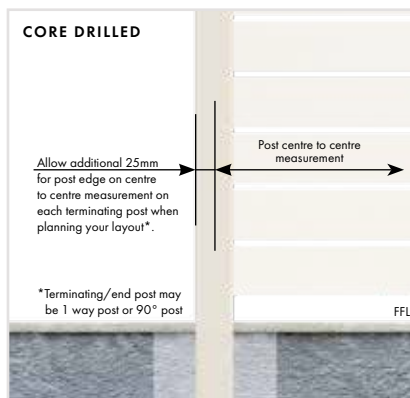 CORE DRILLED
Allow additional 25mm
for post edge on centre
to centre measurement on
each terminating post when
planning your layout*.
Post centre to centre
measurement
*Terminating/end post may
be 1 way post or 90° post
FFL